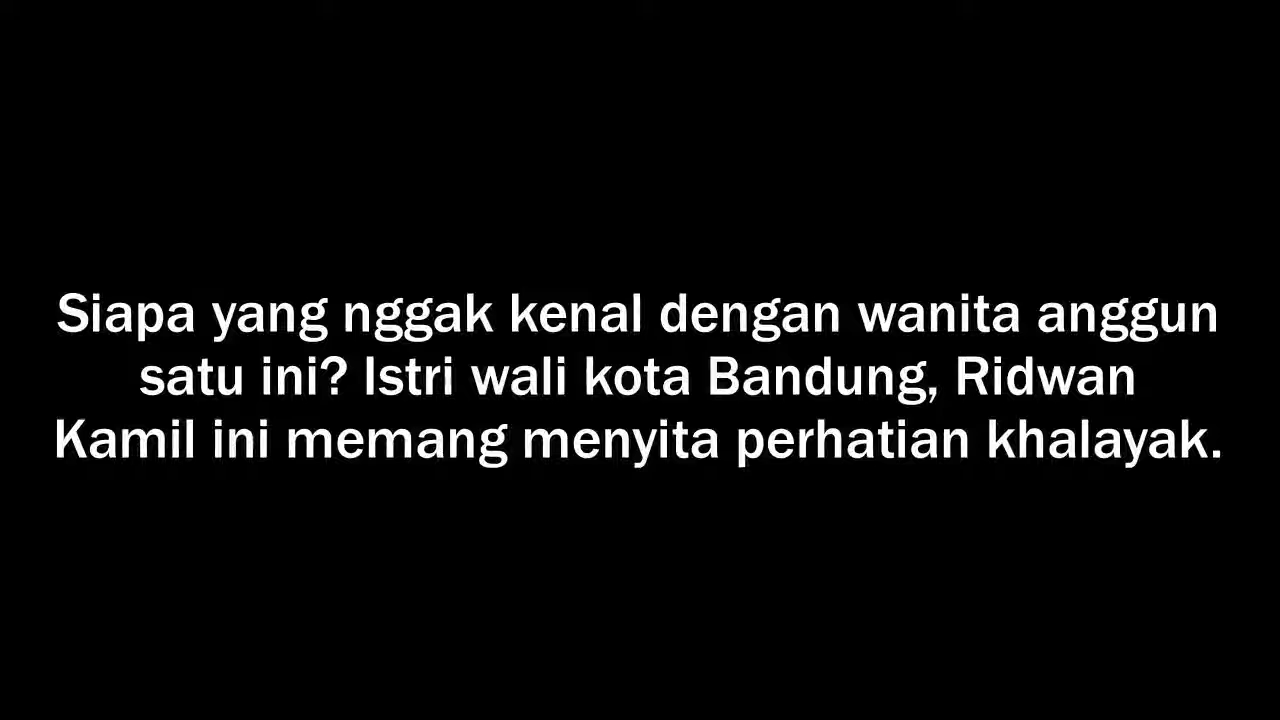 Siapa yang nggak kenal dengan wanita anggun
satu ini? Istri wali kota Bandung, Ridwan
Kamil ini memang menyita perhatian khalayak.